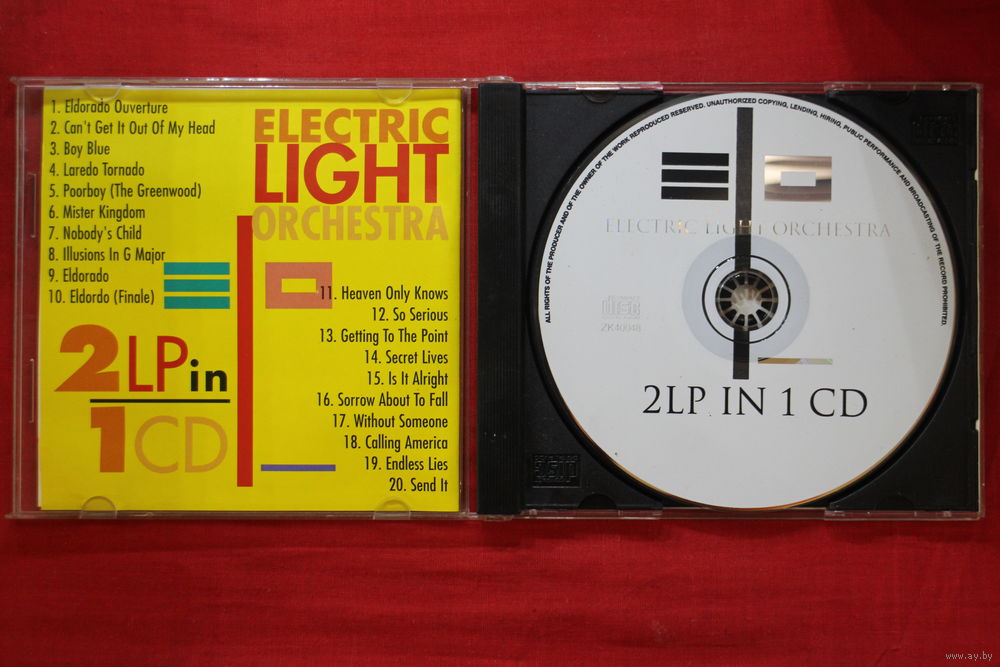 1. Eldorado Ouverture
2. Can't Get It Out Of My Head
3. Boy Blue
4. Laredo Tornado
5. Poorboy (The Greenwood)
6. Mister Kingdom
7. Nobody's Child
8. Illusions In G Major
9. Eldorado
10. Eldordo (Finale)
ELECTRIC
LIGHT
ORCHESTRA
11. Heaven Only Knows
12. So Serious
13. Getting To The Point
14. Secret Lives
15. Is It Alright
16. Sorrow About To Fall
17. Without Someone
18. Calling America
19. Endless Lies
20. Send It
2LP in
1CD
ALL RIGHTS OF THE PRODUCER AND OF THE OWNER OF THE WORK REPRODUCED RESERVED. UNAUTHORIZED COPYING, LENDING, HIRING, PUBLIC PERFORMANCE AND BROADCASTING OF THE RECORD PROHIBITED.
ELECTRIC LIGHT ORCHESTRA
disc
ZK40048
2LP IN 1 CD
www.ay.by